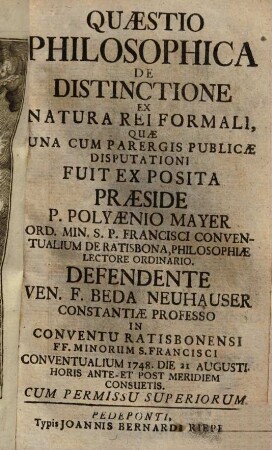 QUÆSTIO
PHILOSOPHICA
DE
DISTINCTIONE
EX
NATURA REI FORMALI,
QUÆ
UNA CUM PARERGIS PUBLICÆ
DISPUTATIONI
FUIT EX POSITA
PRÆSIDE
P. POLYÆNIO MAYER
ORD. MIN. S. P. FRANCISCI CONVEN-
TUALIUM DE RATISBONA, PHILOSOPHIÆ
LECTORE ORDINARIO.
DEFENDENTE
VEN. F. BEDA NEUHAUSER
CONSTANTIÆ PROFESSO
IN
CONVENTU RATISBONENSI
FF. MINORUM S. FRANCISCI
CONVENTUALIUM 1748. DIE 21 AUGUSTI.
HORIS ANTE- ET POST MERIDIEM
CONSUETIS.
CUM PERMISSU SUPERIORUM.
PEDEPONTI,
Typis JOANNIS BERNARDI RIEPL